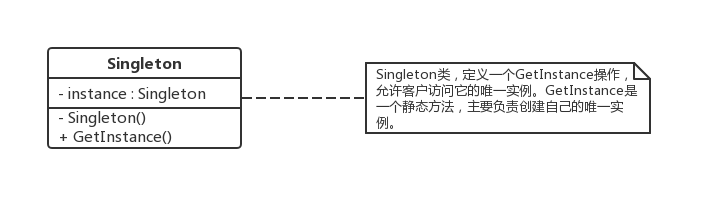 Singleton
- instance : Singleton
- Singleton()
+ GetInstance()
Singleton类，定义一个GetInstance操作，
允许客户访问它的唯一实例。GetInstance是
一个静态方法，主要负责创建自己的唯一实
例。